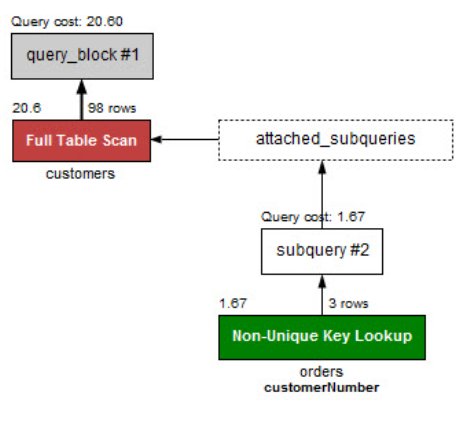 Query cost: 20.60
query_block #1
20.6 98 rows
Full Table Scan
customers
attached_subqueries
Query cost: 1.67
subquery #2
1.67 3 rows
Non-Unique Key Lookup
orders
customerNumber